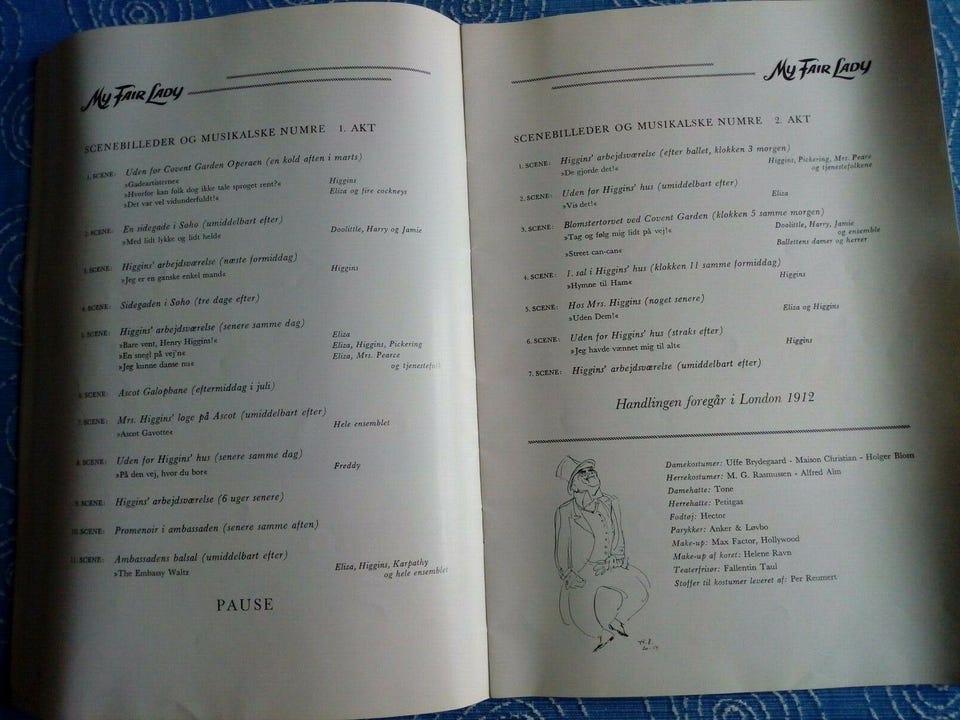 My Fair Lady
SCENEBILLEDER OG MUSIKALSKE NUMRE 1. AKT
1. SCENE: Uden for Covent Garden Operaen (en kold aften i marts)
»Gadeartisterne«
»Hvorfor kan folk dog ikke tale sproget rent?« Higgins
»Det var vel vidunderfuldt!« Eliza og fire cockneys
2. SCENE: En sidegade i Soho (umiddelbart efter)
»Med lidt lykke og lidt held« Doolittle, Harry og Jamie
3. SCENE: Higgins' arbejdsværelse (næste formiddag)
»Jeg er en ganske enkel mand« Higgins
4. SCENE: Sidegaden i Soho (tre dage efter)
5. SCENE: Higgins' arbejdsværelse (senere samme dag)
»Bare vent, Henry Higgins!« Eliza
»En snegl på vej'n« Eliza, Higgins, Pickering
»Jeg kunne danse nu« Eliza, Mrs. Pearce
og tjenestefolk
6. SCENE: Ascot Galopbane (eftermiddag i juli)
7. SCENE: Mrs. Higgins' loge på Ascot (umiddelbart efter)
»Ascot Gavotte« Hele ensemblet
8. SCENE: Uden for Higgins' hus (senere samme dag)
»På den vej, hvor du bor« Freddy
9. SCENE: Higgins' arbejdsværelse (6 uger senere)
10. SCENE: Promenoir i ambassaden (senere samme aften)
11. SCENE: Ambassadens balsal (umiddelbart efter)
»The Embassy Waltz Eliza, Higgins, Karpathy
og hele ensemblet
PAUSE
My Fair Lady
SCENEBILLEDER OG MUSIKALSKE NUMRE 2. AKT
1. SCENE: Higgins' arbejdsværelse (efter ballet, klokken 3 morgen)
»De gjorde det!« Higgins, Pickering, Mrs. Pearce
og tjenestefolkene
2. SCENE: Uden for Higgins' hus (umiddelbart efter)
»Vis det!« Eliza
3. SCENE: Blomstertorvet ved Covent Garden (klokken 5 samme morgen)
»Tag og følg mig lidt på vej!« Doolittle, Harry, Jamie
og ensemble
»Street can-can« Ballettens damer og herrer
4. SCENE: 1. sal i Higgins' hus (klokken 11 samme formiddag)
»Hymne til Ham« Higgins
5. SCENE: Hos Mrs. Higgins (noget senere)
»Uden Dem!« Eliza og Higgins
6. SCENE: Uden for Higgins' hus (straks efter)
»Jeg havde vænnet mig til alt« Higgins
7. SCENE: Higgins' arbejdsværelse (umiddelbart efter)
Handlingen foregår i London 1912
Damekostumer: Uffe Brydegaard - Maison Christian - Holger Blom
Herrekostumer: M. G. Rasmussen - Alfred Alm
Damehatte: Tone
Herrehatte: Petitgas
Fodtøj: Hector
Parykker: Anker & Løvbo
Make-up: Max Factor, Hollywood
Make-up af koret: Helene Ravn
Teaterfrisør: Fallentin Taul
Stoffer til kostumer leveret af: Per Reumert